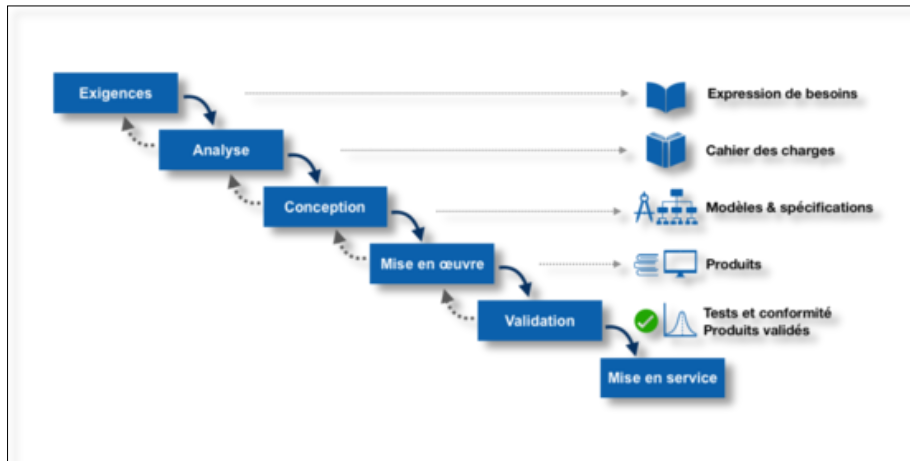 Exigences
Expression de besoins
Analyse
Cahier des charges
Conception
Modèles & spécifications
Mise en œuvre
Produits
Validation
Tests et conformité
Produits validés
Mise en service